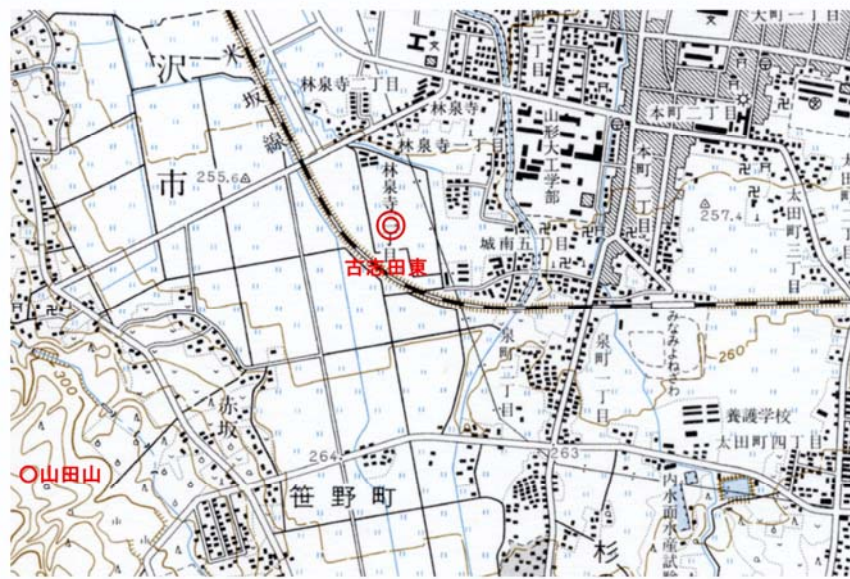 大町一丁目
沢
米坂線
林泉寺二丁目
林泉寺
林泉寺一丁目
山形大工学部
本町二丁目
本町一丁目
市
255.6
257.4
太田町三丁目
城南五丁目
古志田東
みなみよねざわ
泉町二丁目
泉町一丁目
260
300
養護学校
太田町四丁目
赤坂
264
263
山田山
笹野町
内水面水産試験
杉